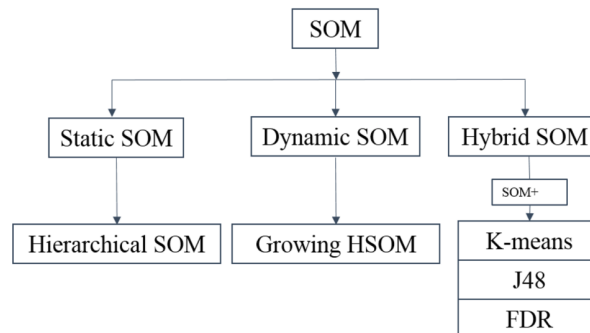 SOM
Static SOM
Dynamic SOM
Hybrid SOM
SOM+
Hierarchical SOM
Growing HSOM
K-means
J48
FDR